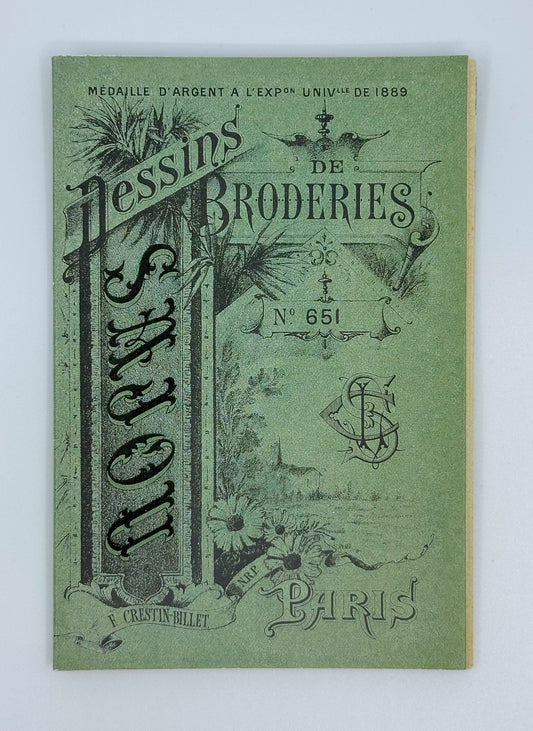 MÉDAILLE D'ARGENT A L'EXPᵒⁿ UNIVˡˡᵉ DE 1889
Dessins
DE
BRODERIES
SAJOU
Nº 651
N.R.P.
F. CRESTIN-BILLET.
PARIS